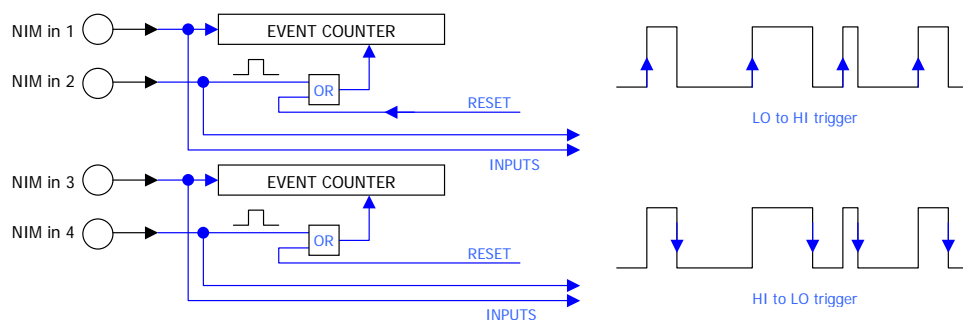 NIM in 1
EVENT COUNTER
NIM in 2
OR
RESET
INPUTS
NIM in 3
EVENT COUNTER
NIM in 4
OR
RESET
INPUTS
LO to HI trigger
HI to LO trigger